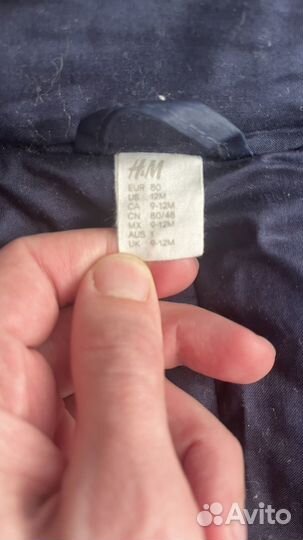 H&M
EUR 80
US 12M
CA 9-12M
CN 80/48
MX 9-12M
AUS 1
UK 9-12M
Avito